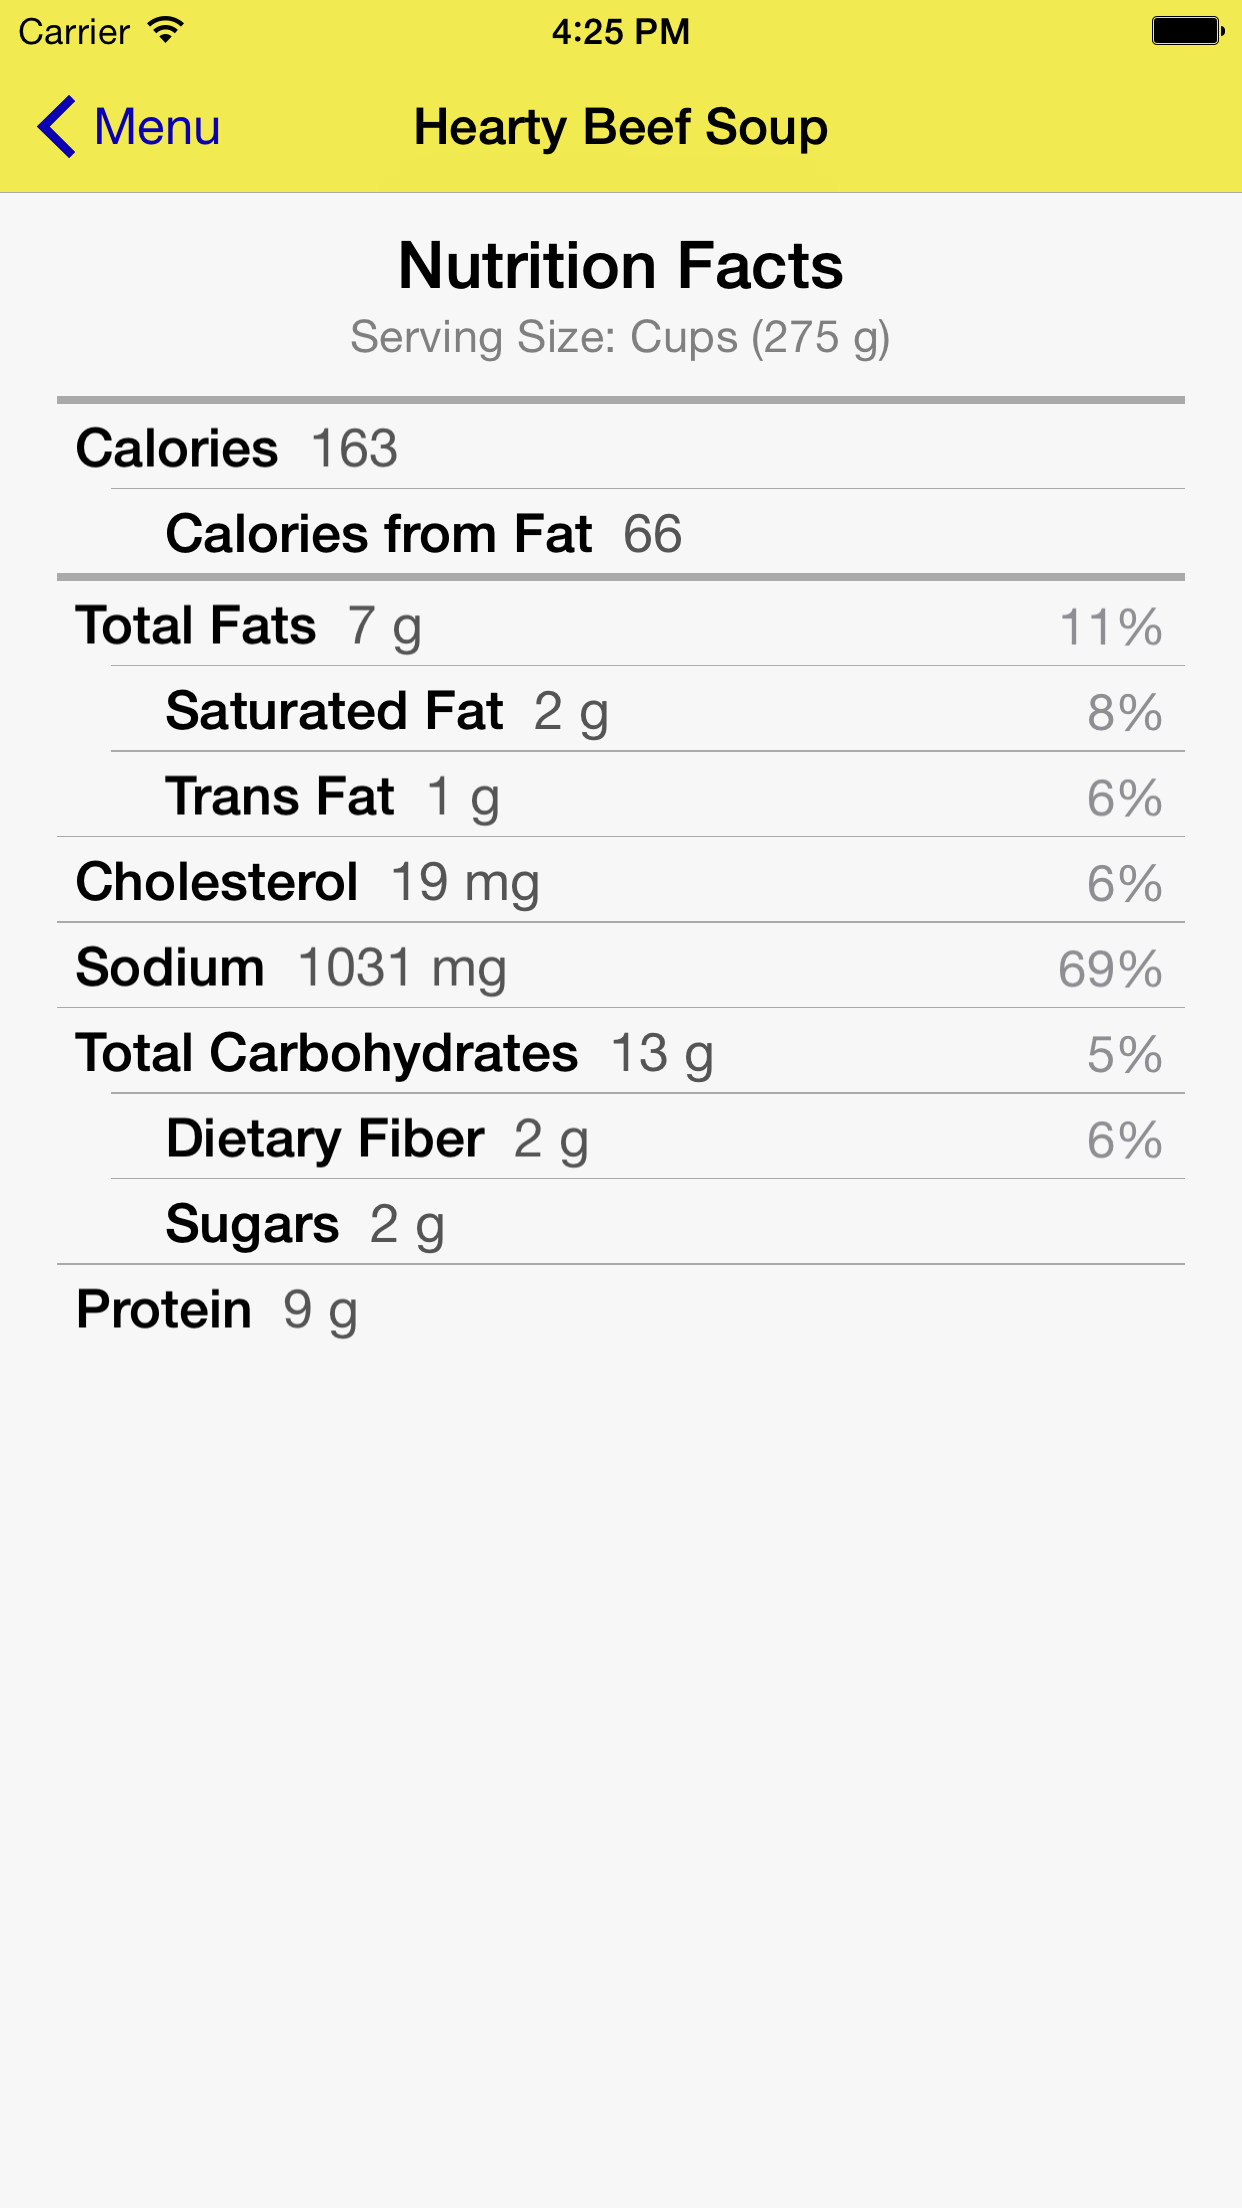 Carrier 4:25 PM
Menu Hearty Beef Soup
Nutrition Facts
Serving Size: Cups (275 g)
Calories 163
Calories from Fat 66
Total Fats 7 g 11%
Saturated Fat 2 g 8%
Trans Fat 1 g 6%
Cholesterol 19 mg 6%
Sodium 1031 mg 69%
Total Carbohydrates 13 g 5%
Dietary Fiber 2 g 6%
Sugars 2 g
Protein 9 g